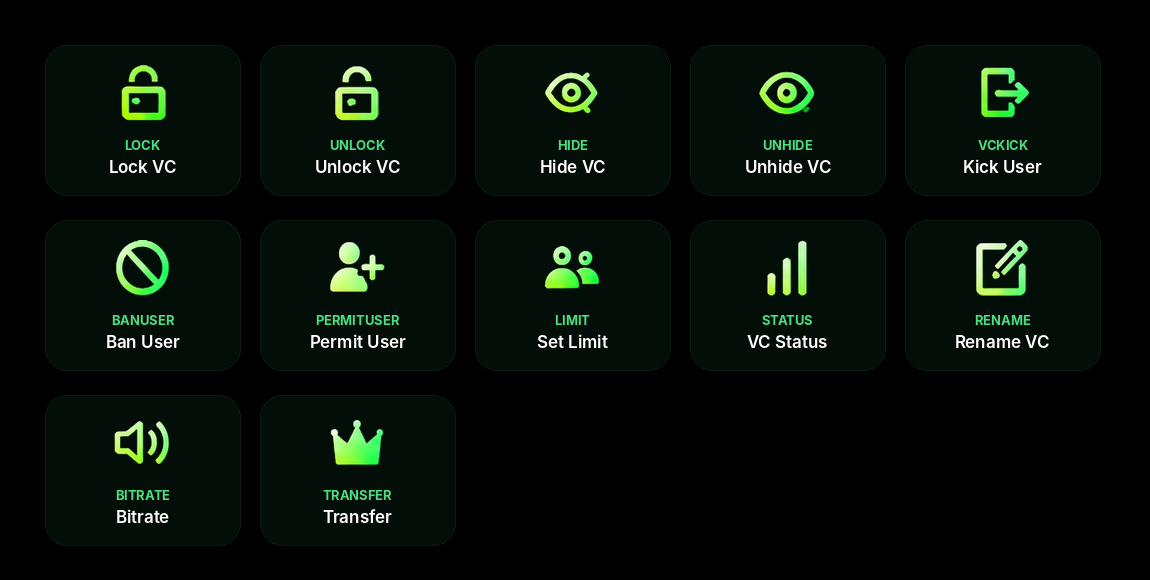 LOCK
Lock VC
UNLOCK
Unlock VC
HIDE
Hide VC
UNHIDE
Unhide VC
VCKICK
Kick User
BANUSER
Ban User
PERMITUSER
Permit User
LIMIT
Set Limit
STATUS
VC Status
RENAME
Rename VC
BITRATE
Bitrate
TRANSFER
Transfer